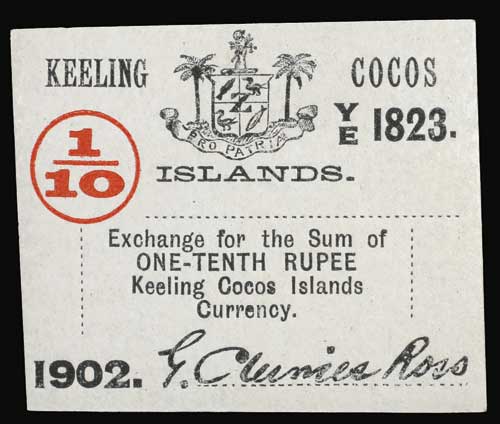 KEELING COCOS
PRO PATRIA
Y
E 1823.
1
10
ISLANDS.
Exchange for the Sum of
ONE-TENTH RUPEE
Keeling Cocos Islands
Currency.
1902. G. Clunies Ross